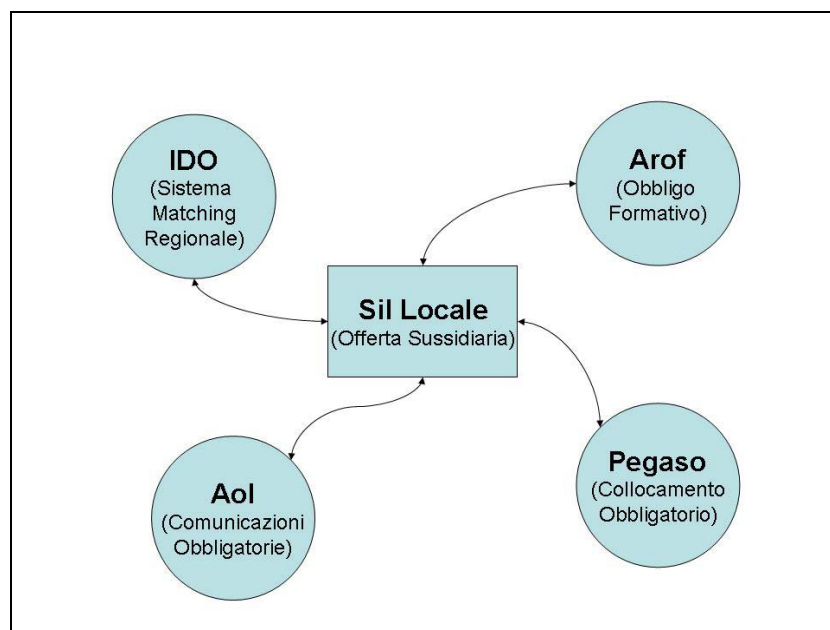 IDO
(Sistema
Matching
Regionale)
Arof
(Obbligo
Formativo)
Sil Locale
(Offerta Sussidiaria)
Aol
(Comunicazioni
Obbligatorie)
Pegaso
(Collocamento
Obbligatorio)